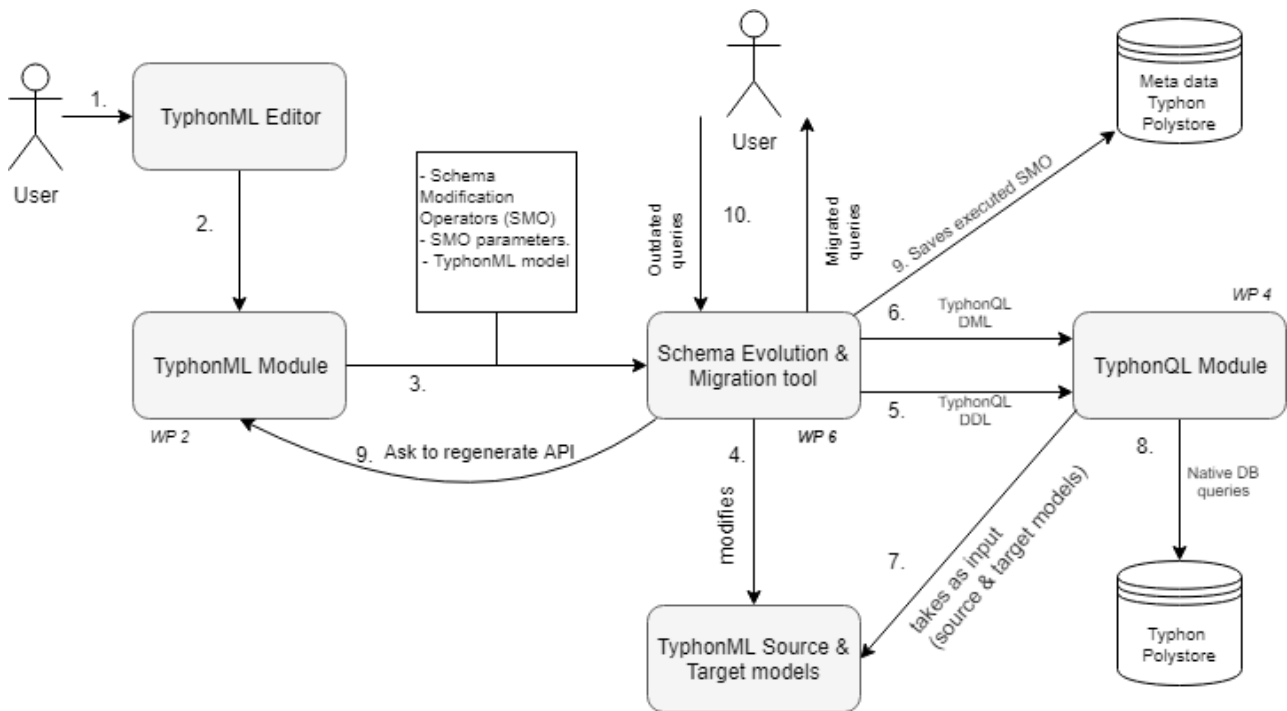 1.
TyphonML Editor
User
2.
- Schema
Modification
Operators (SMO)
- SMO parameters.
- TyphonML model
User
Outdated
queries
10.
Migrated
queries
Meta data
Typhon
Polystore
9. Saves executed SMO
TyphonML Module
WP 2
3.
Schema Evolution &
Migration tool
WP 6
6.
TyphonQL
DML
5.
TyphonQL
DDL
WP 4
TyphonQL Module
9. Ask to regenerate API
4.
modifies
7.
takes as input
(source & target models)
8.
Native DB
queries
TyphonML Source &
Target models
Typhon
Polystore